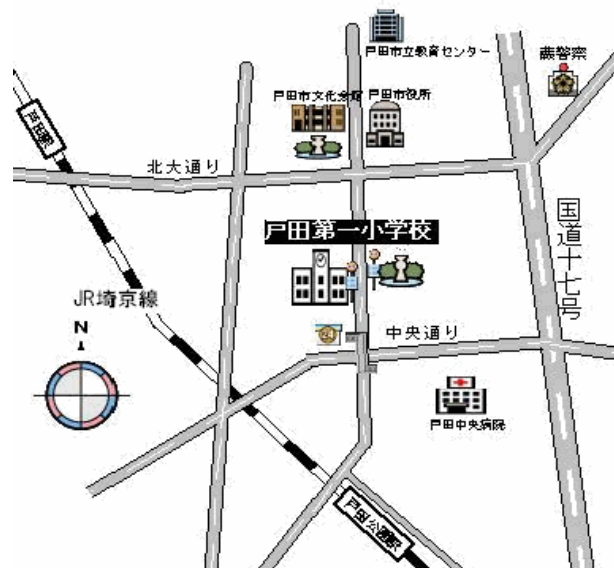 戸田市立教育センター
蕨警察
戸田市文化会館
戸田市役所
戸田駅
北大通り
戸田第一小学校
国道十七号
JR埼京線
中央通り
N
戸田中央病院
戸田公園駅